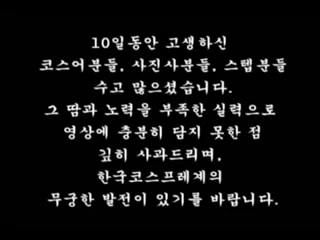 10일동안 고생하신
코스어분들, 사진사분들, 스텝분들
수고 많으셨습니다.
그 땀과 노력을 부족한 실력으로
영상에 충분히 담지 못한 점
깊히 사과드리며,
한국코스프레계의
무궁한 발전이 있기를 바랍니다.